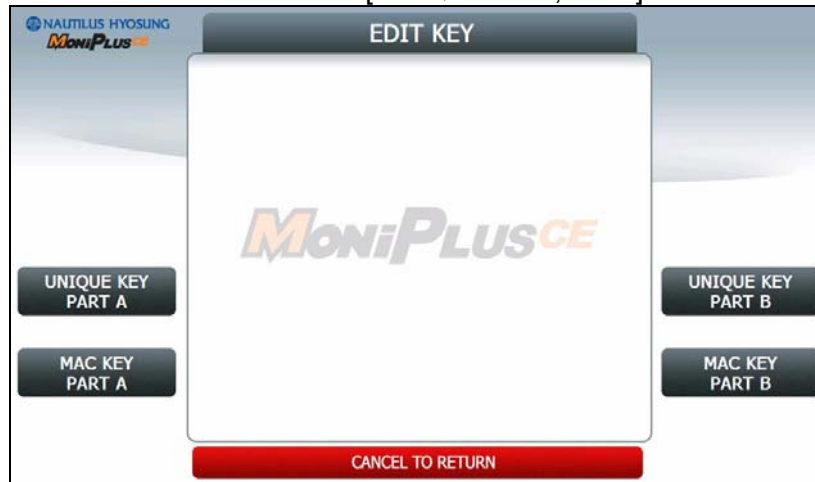 NAUTILUS HYOSUNG
MONiPLUSCE
EDIT KEY
MONiPLUSCE
UNIQUE KEY
PART A
UNIQUE KEY
PART B
MAC KEY
PART A
MAC KEY
PART B
CANCEL TO RETURN